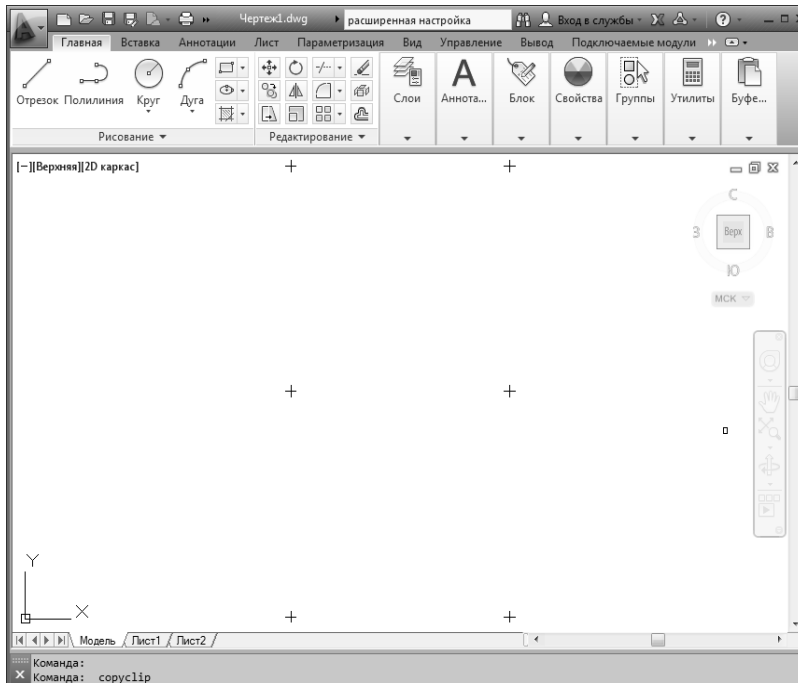 Чертеж1.dwg расширенная настройка Вход в службы
Главная Вставка Аннотации Лист Параметризация Вид Управление Вывод Подключаемые модули
Отрезок Полилиния Круг Дуга Слои Аннота... Блок Свойства Группы Утилиты Буфе...
Рисование Редактирование
[−][Верхняя][2D каркас]
С
З Верх В
Ю
МСК
Y
X
Модель Лист1 Лист2
Команда:
Команда: copyclip